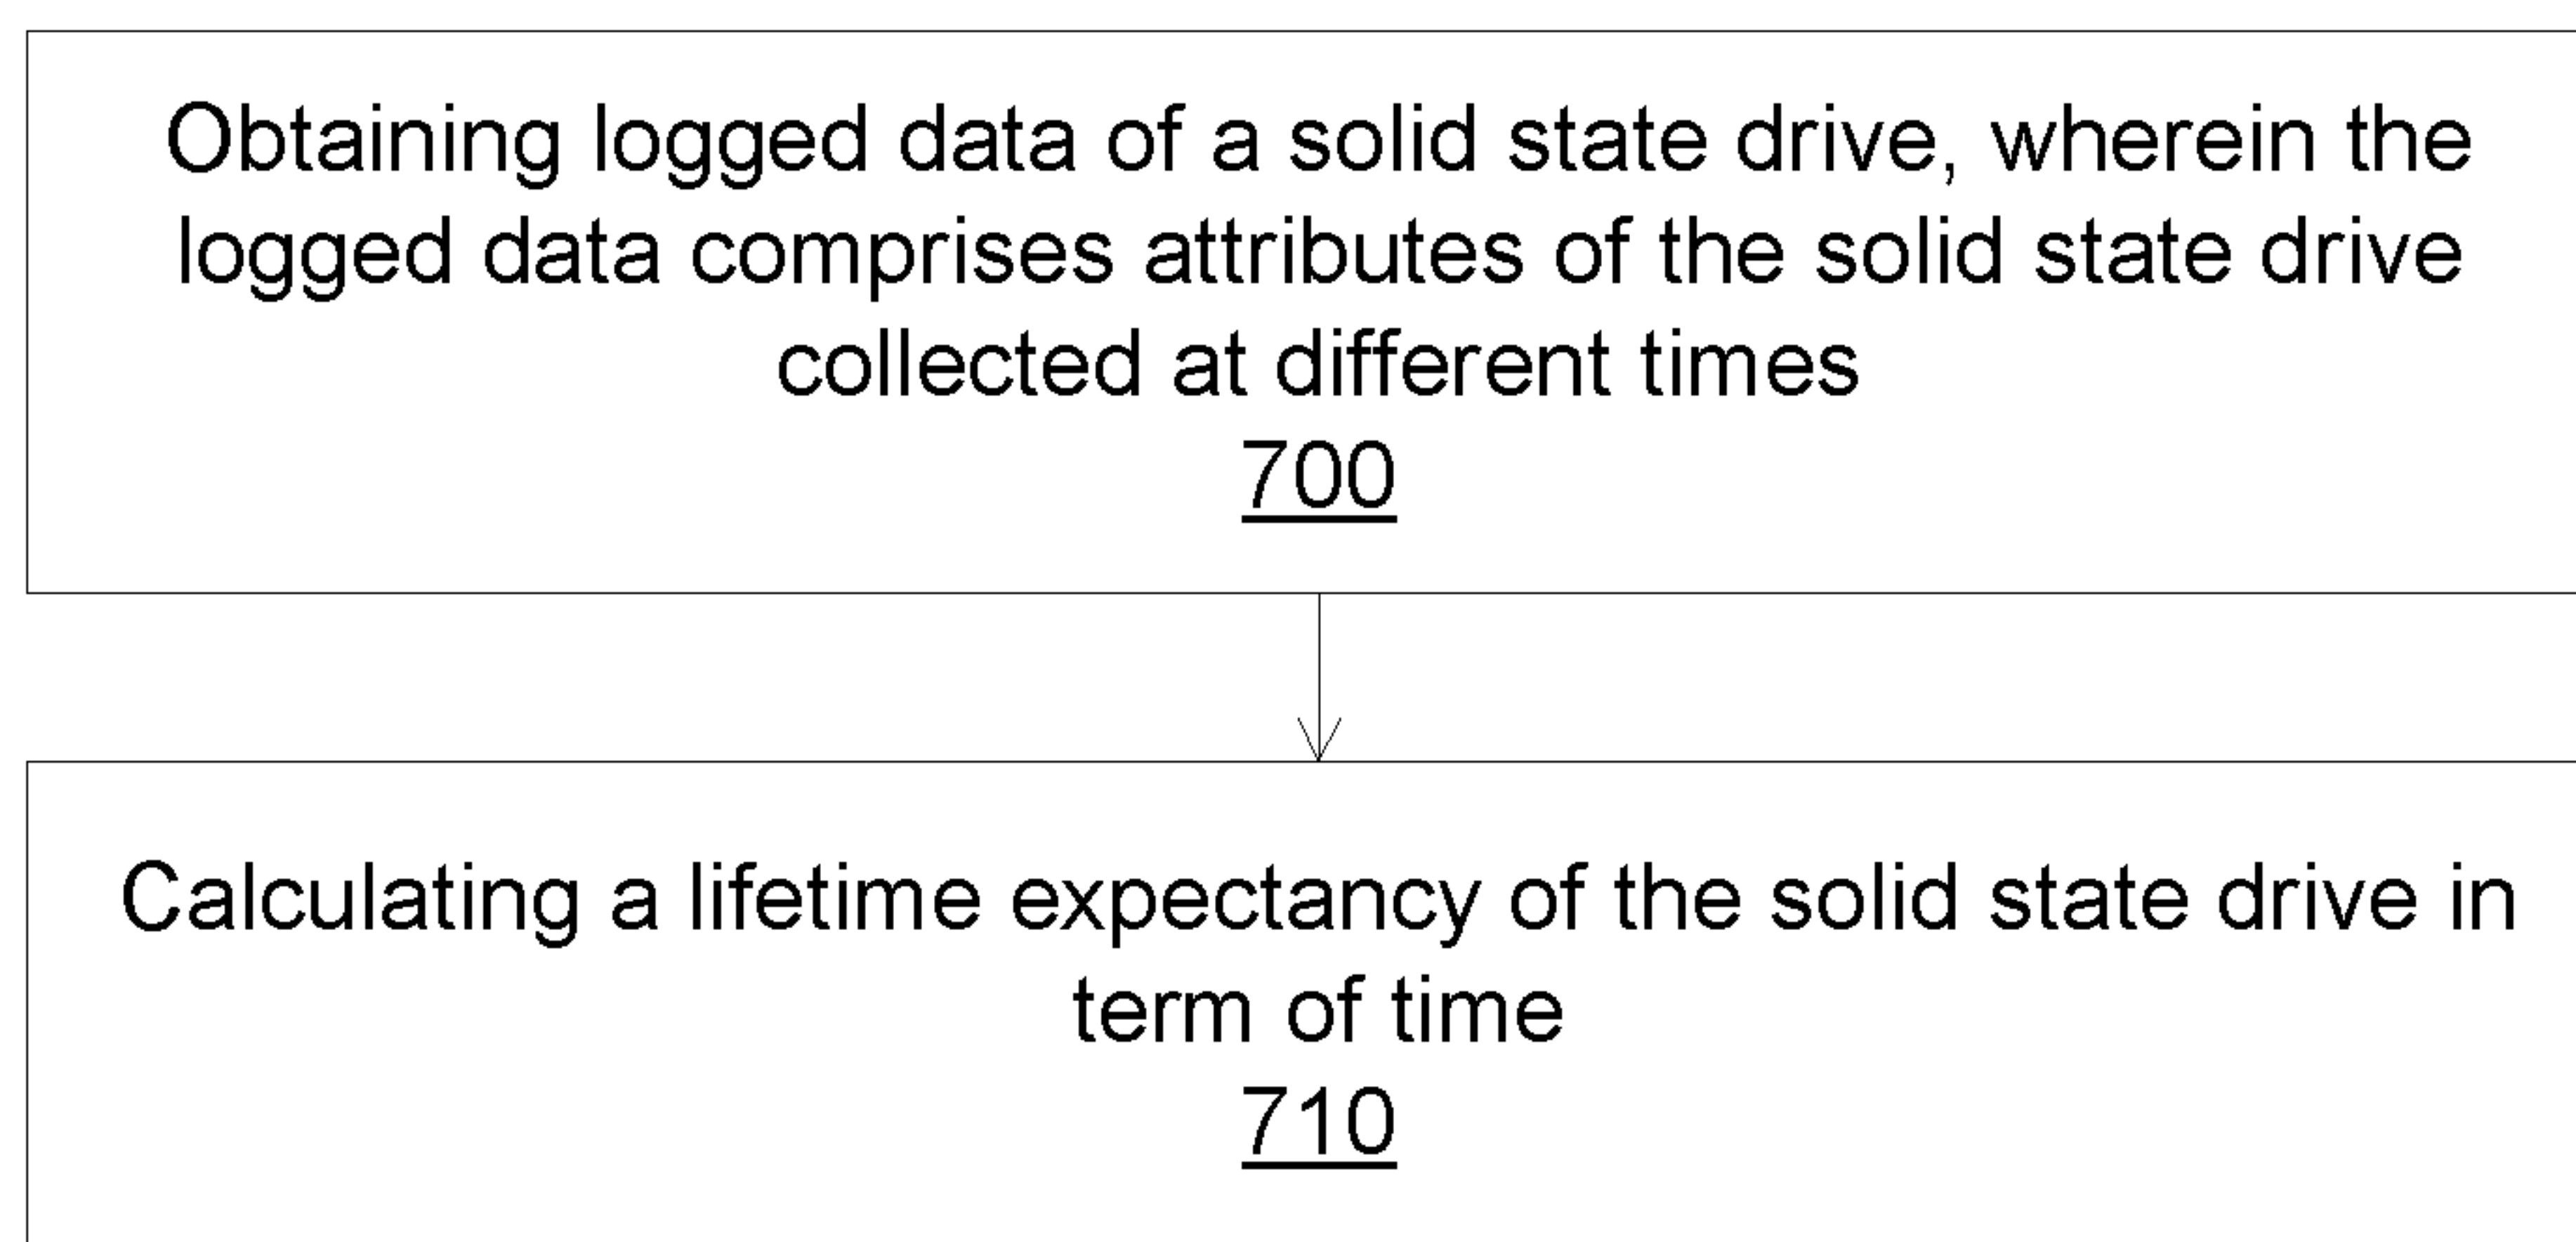 Obtaining logged data of a solid state drive, wherein the
logged data comprises attributes of the solid state drive
collected at different times
700
Calculating a lifetime expectancy of the solid state drive in
term of time
710